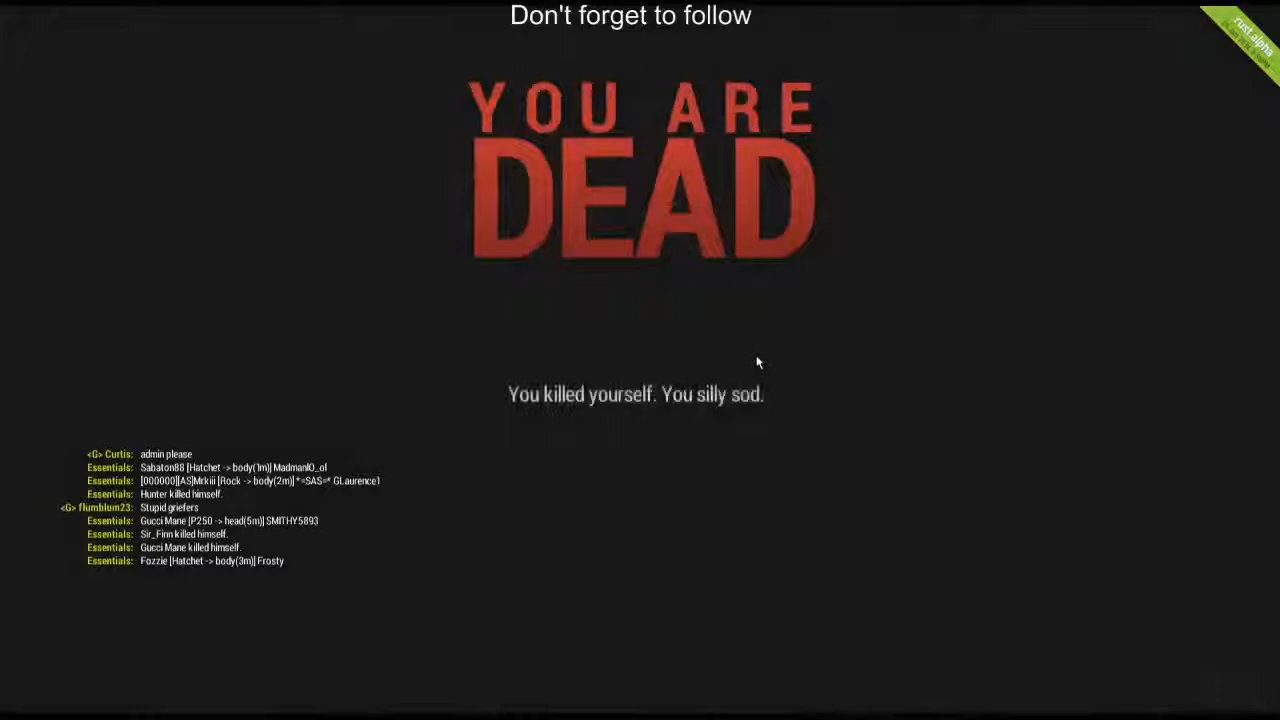 Don't forget to follow
rust alpha
YOU ARE
DEAD
You killed yourself. You silly sod.
<G> Curtis: admin please
Essentials: Sabaton88 [Hatchet -> body(1m)] MadmanIO_ol
Essentials: [000000][AS]Mrkiii [Rock -> body(2m)] *=SAS=* GLaurence1
Essentials: Hunter killed himself.
<G> flumblum23: Stupid griefers
Essentials: Gucci Mane [P250 -> head(5m)] SMITHY5893
Essentials: Sir_Finn killed himself.
Essentials: Gucci Mane killed himself.
Essentials: Fozzie [Hatchet -> body(3m)] Frosty